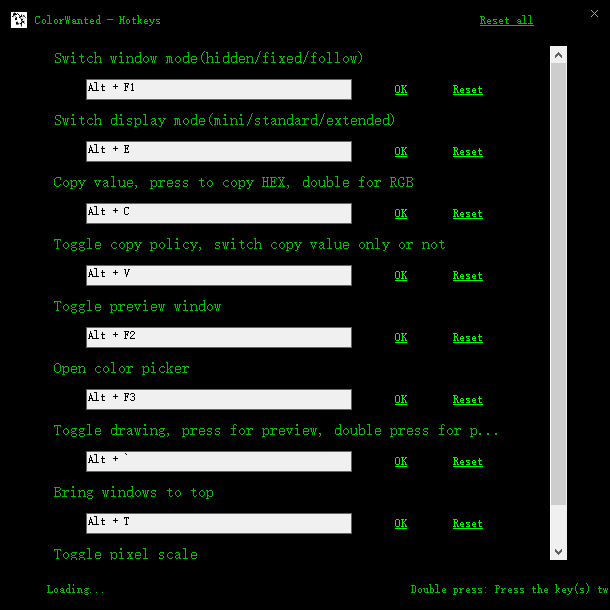 ColorWanted - Hotkeys
Reset all
Switch window mode(hidden/fixed/follow)
Alt + F1 OK Reset
Switch display mode(mini/standard/extended)
Alt + E OK Reset
Copy value, press to copy HEX, double for RGB
Alt + C OK Reset
Toggle copy policy, switch copy value only or not
Alt + V OK Reset
Toggle preview window
Alt + F2 OK Reset
Open color picker
Alt + F3 OK Reset
Toggle drawing, press for preview, double press for p...
Alt + ` OK Reset
Bring windows to top
Alt + T OK Reset
Toggle pixel scale
Loading...
Double press: Press the key(s) tw